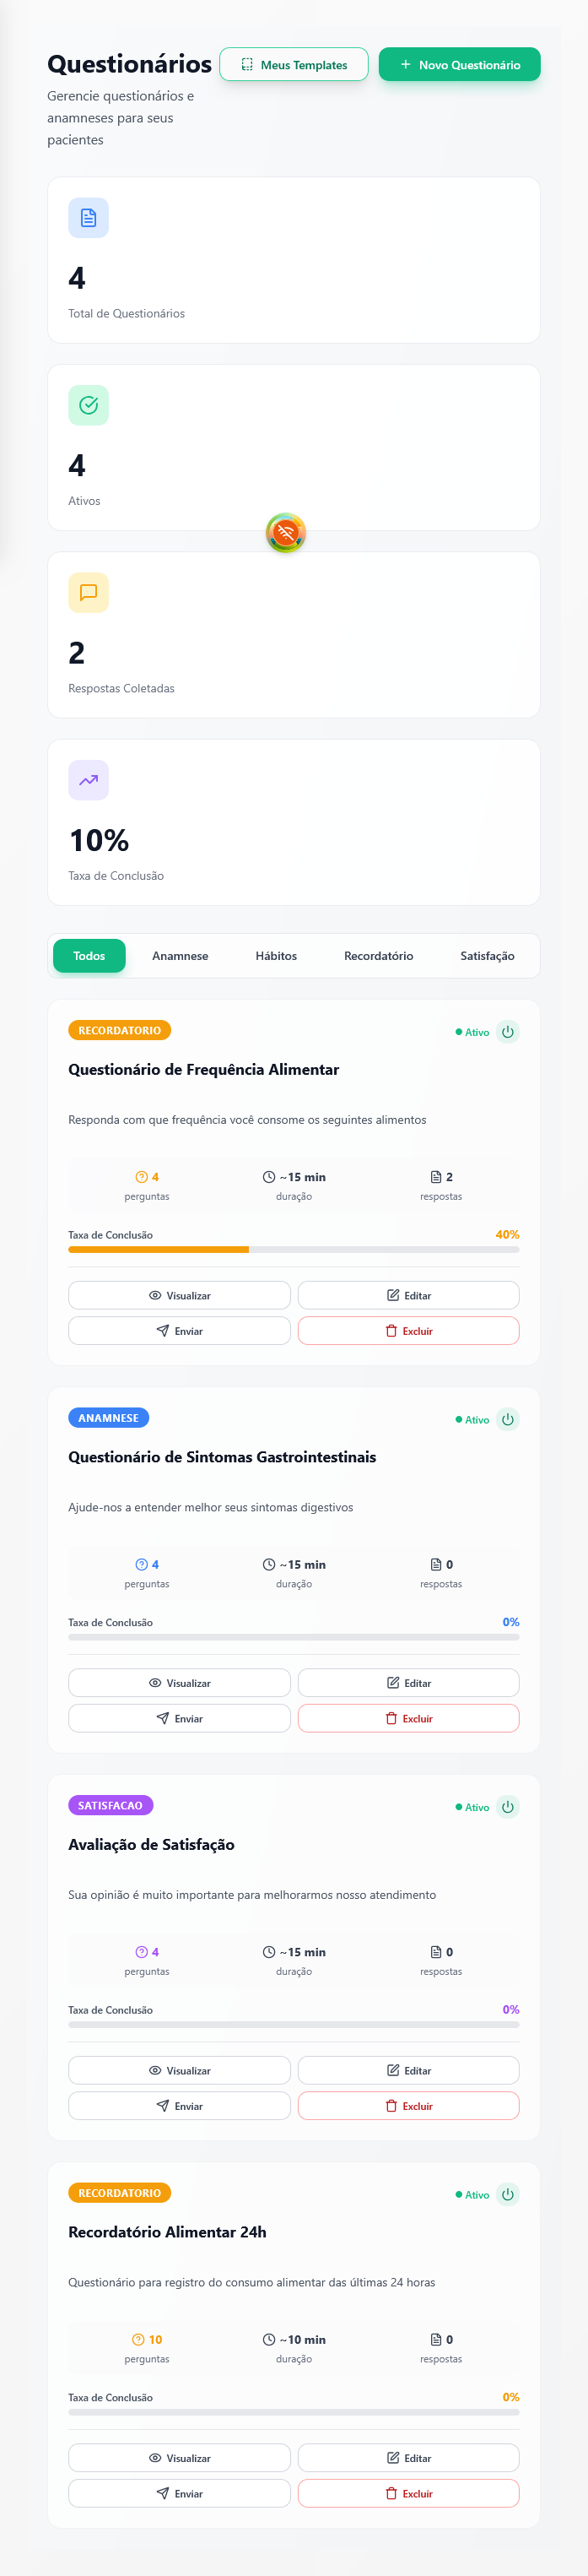 Questionários
Gerencie questionários e
anamneses para seus
pacientes
Meus Templates
Novo Questionário
4
Total de Questionários
4
Ativos
2
Respostas Coletadas
10%
Taxa de Conclusão
Todos Anamnese Hábitos Recordatório Satisfação
RECORDATORIO Ativo
Questionário de Frequência Alimentar
Responda com que frequência você consome os seguintes alimentos
4 ~15 min 2
perguntas duração respostas
Taxa de Conclusão 40%
Visualizar Editar
Enviar Excluir
ANAMNESE Ativo
Questionário de Sintomas Gastrointestinais
Ajude-nos a entender melhor seus sintomas digestivos
4 ~15 min 0
perguntas duração respostas
Taxa de Conclusão 0%
Visualizar Editar
Enviar Excluir
SATISFACAO Ativo
Avaliação de Satisfação
Sua opinião é muito importante para melhorarmos nosso atendimento
4 ~15 min 0
perguntas duração respostas
Taxa de Conclusão 0%
Visualizar Editar
Enviar Excluir
RECORDATORIO Ativo
Recordatório Alimentar 24h
Questionário para registro do consumo alimentar das últimas 24 horas
10 ~10 min 0
perguntas duração respostas
Taxa de Conclusão 0%
Visualizar Editar
Enviar Excluir